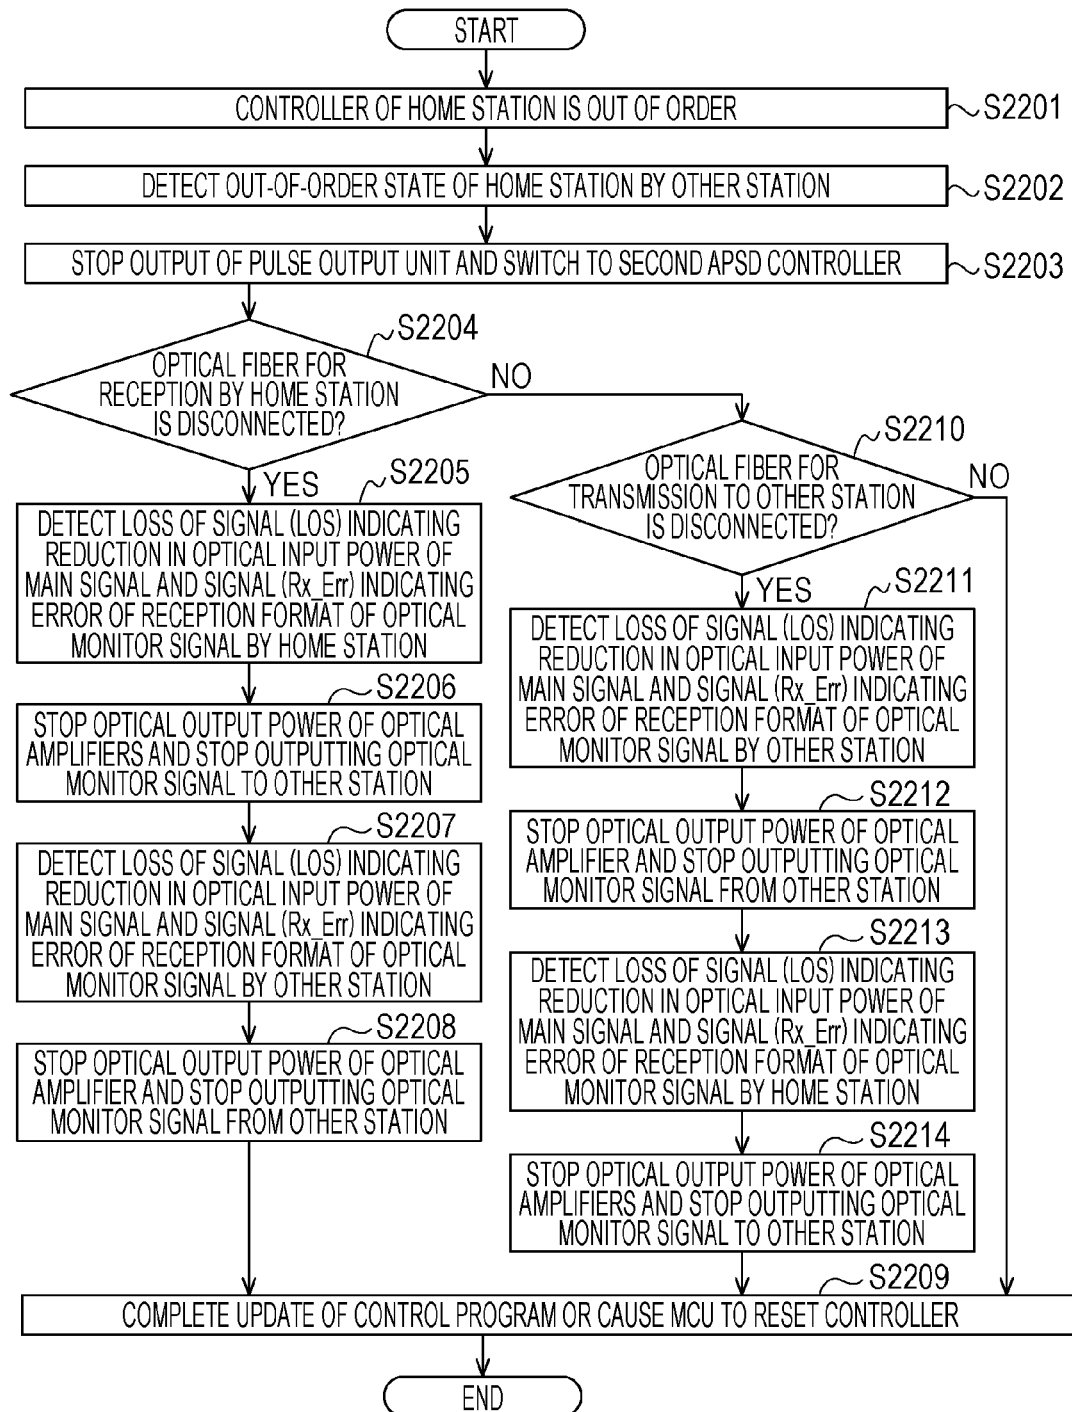 START
CONTROLLER OF HOME STATION IS OUT OF ORDER
S2201
DETECT OUT-OF-ORDER STATE OF HOME STATION BY OTHER STATION
S2202
STOP OUTPUT OF PULSE OUTPUT UNIT AND SWITCH TO SECOND APSD CONTROLLER
S2203
S2204
OPTICAL FIBER FOR
RECEPTION BY HOME STATION
IS DISCONNECTED?
NO
YES
S2205
DETECT LOSS OF SIGNAL (LOS) INDICATING
REDUCTION IN OPTICAL INPUT POWER OF
MAIN SIGNAL AND SIGNAL (Rx_Err) INDICATING
ERROR OF RECEPTION FORMAT OF OPTICAL
MONITOR SIGNAL BY HOME STATION
S2206
STOP OPTICAL OUTPUT POWER OF OPTICAL
AMPLIFIERS AND STOP OUTPUTTING OPTICAL
MONITOR SIGNAL TO OTHER STATION
S2207
DETECT LOSS OF SIGNAL (LOS) INDICATING
REDUCTION IN OPTICAL INPUT POWER OF
MAIN SIGNAL AND SIGNAL (Rx_Err) INDICATING
ERROR OF RECEPTION FORMAT OF OPTICAL
MONITOR SIGNAL BY OTHER STATION
S2208
STOP OPTICAL OUTPUT POWER OF OPTICAL
AMPLIFIER AND STOP OUTPUTTING OPTICAL
MONITOR SIGNAL FROM OTHER STATION
S2210
OPTICAL FIBER FOR
TRANSMISSION TO OTHER STATION
IS DISCONNECTED?
NO
YES
S2211
DETECT LOSS OF SIGNAL (LOS) INDICATING
REDUCTION IN OPTICAL INPUT POWER OF
MAIN SIGNAL AND SIGNAL (Rx_Err) INDICATING
ERROR OF RECEPTION FORMAT OF OPTICAL
MONITOR SIGNAL BY OTHER STATION
S2212
STOP OPTICAL OUTPUT POWER OF OPTICAL
AMPLIFIER AND STOP OUTPUTTING OPTICAL
MONITOR SIGNAL FROM OTHER STATION
S2213
DETECT LOSS OF SIGNAL (LOS) INDICATING
REDUCTION IN OPTICAL INPUT POWER OF
MAIN SIGNAL AND SIGNAL (Rx_Err) INDICATING
ERROR OF RECEPTION FORMAT OF OPTICAL
MONITOR SIGNAL BY HOME STATION
S2214
STOP OPTICAL OUTPUT POWER OF OPTICAL
AMPLIFIERS AND STOP OUTPUTTING OPTICAL
MONITOR SIGNAL TO OTHER STATION
S2209
COMPLETE UPDATE OF CONTROL PROGRAM OR CAUSE MCU TO RESET CONTROLLER
END